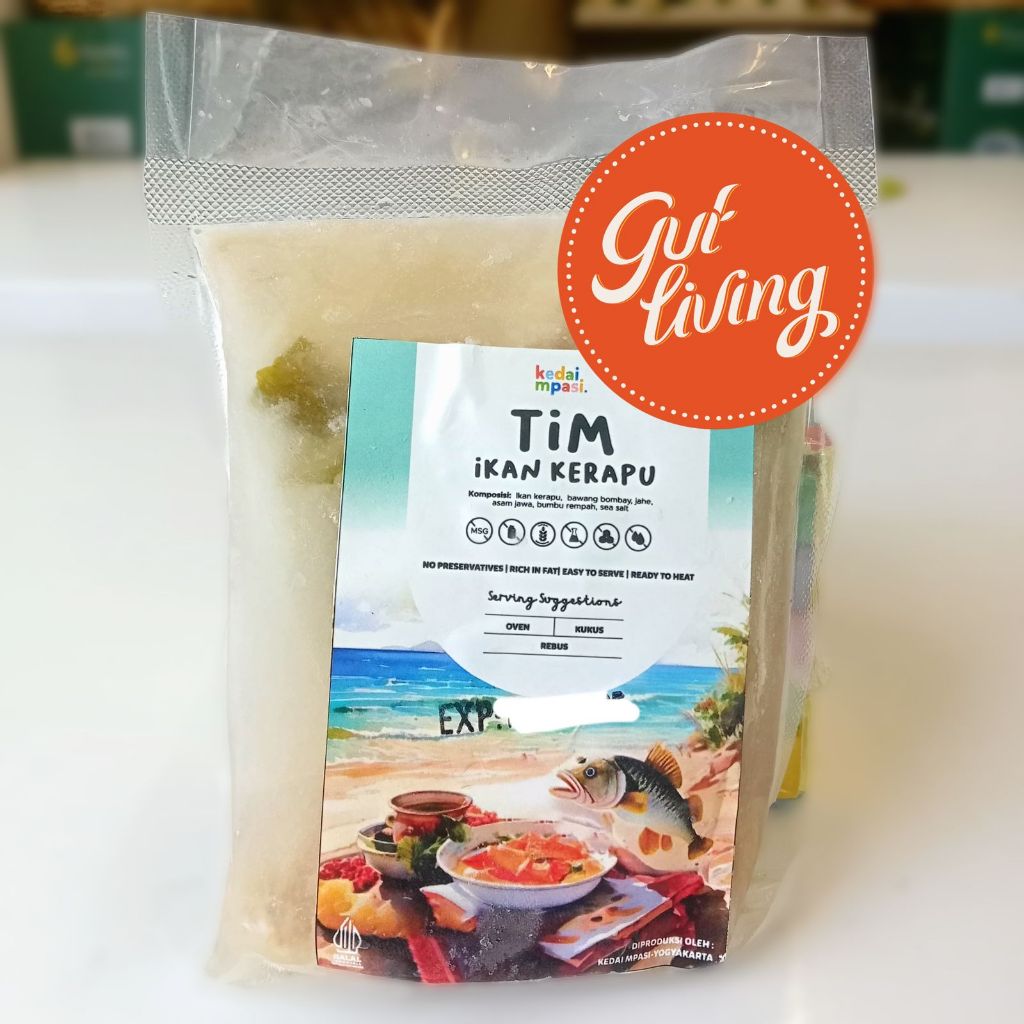 gut
living
kedai
mpasi.
TiM
iKAN KERAPU
Komposisi: Ikan kerapu, bawang bombay, jahe,
asam jawa, bumbu rempah, sea salt
MSG
NO PRESERVATIVES | RICH IN FAT| EASY TO SERVE | READY TO HEAT
Serving Suggestions
OVEN
KUKUS
REBUS
EXP:
HALAL
DIPRODUKSI OLEH :
KEDAI MPASI-YOGYAKARTA